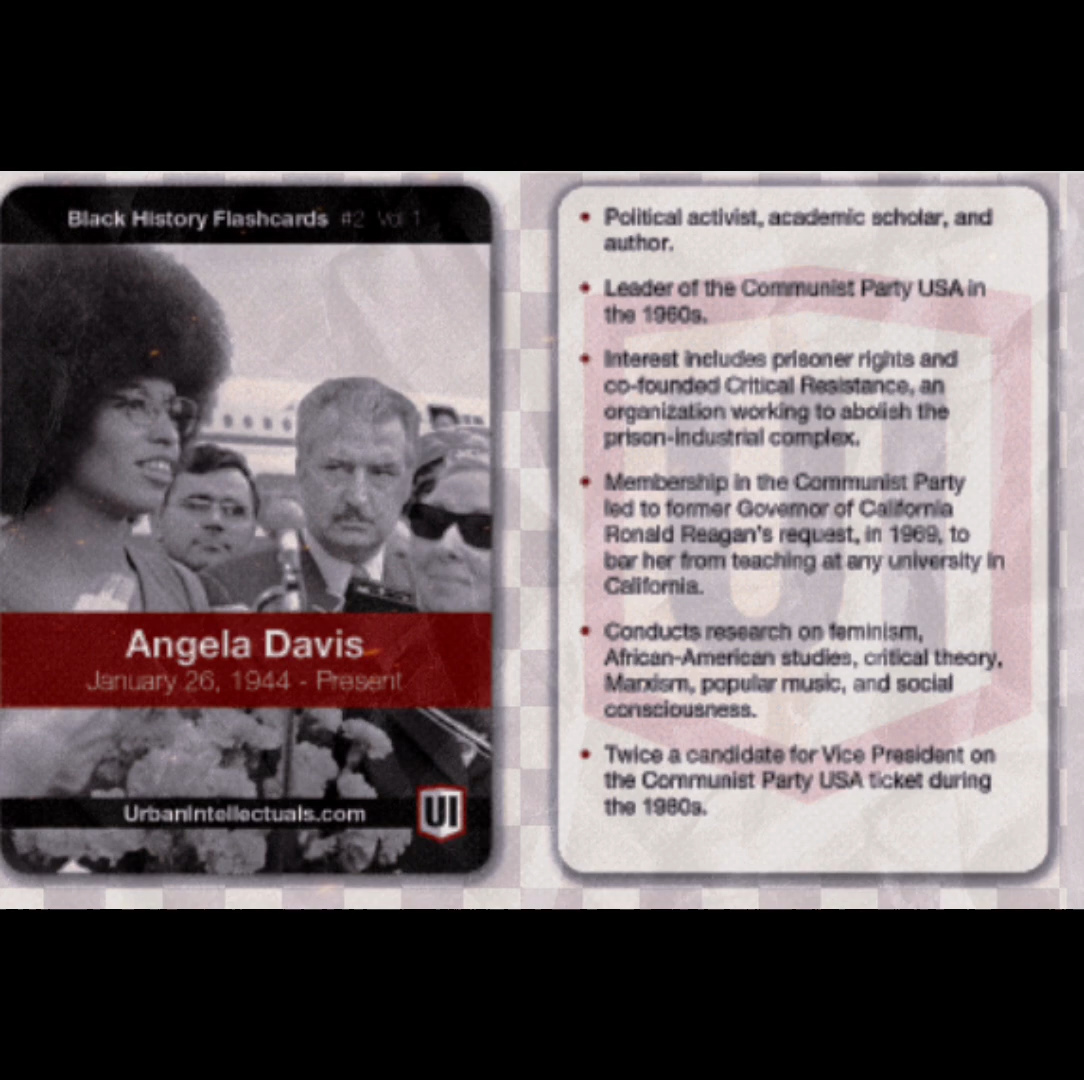 Black History Flashcards #2 Vol 1
Angela Davis
January 26, 1944 - Present
UrbanIntellectuals.com
UI
• Political activist, academic scholar, and
author.
• Leader of the Communist Party USA in
the 1960s.
• Interest includes prisoner rights and
co-founded Critical Resistance, an
organization working to abolish the
prison-industrial complex.
• Membership in the Communist Party
led to former Governor of California
Ronald Reagan's request, in 1969, to
bar her from teaching at any university in
California.
• Conducts research on feminism,
African-American studies, critical theory,
Marxism, popular music, and social
consciousness.
• Twice a candidate for Vice President on
the Communist Party USA ticket during
the 1980s.
UI